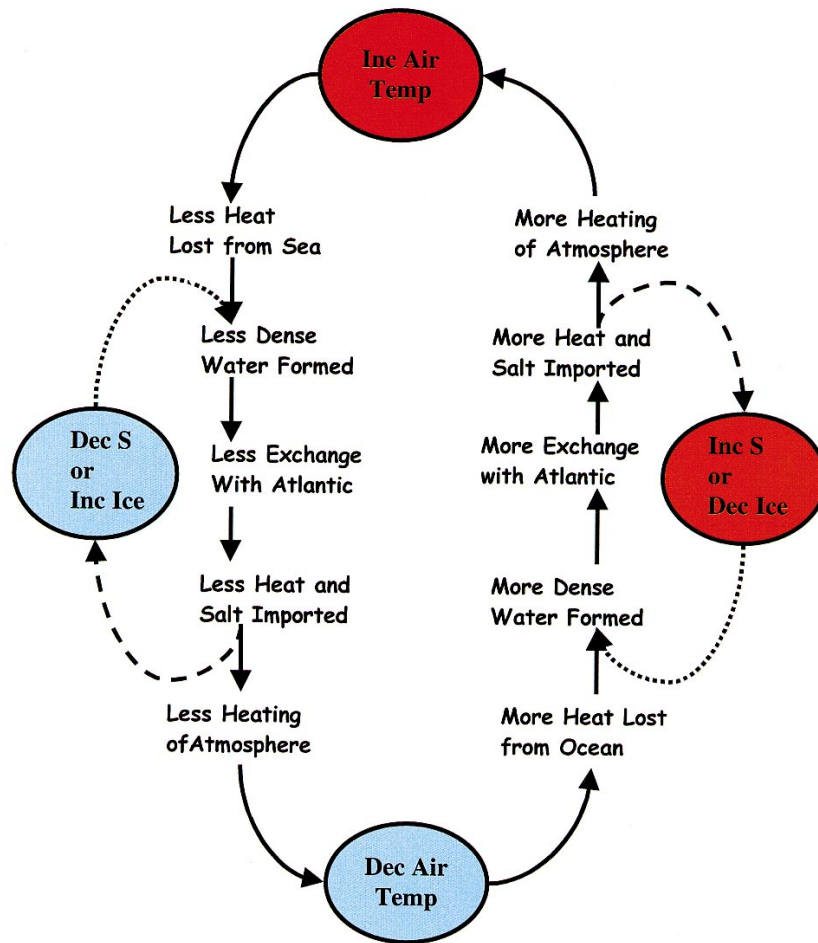 Inc Air
Temp
Less Heat
Lost from Sea
More Heating
of Atmosphere
Less Dense
Water Formed
More Heat and
Salt Imported
Dec S
or
Inc Ice
Less Exchange
With Atlantic
More Exchange
with Atlantic
Inc S
or
Dec Ice
Less Heat and
Salt Imported
More Dense
Water Formed
Less Heating
ofAtmosphere
More Heat Lost
from Ocean
Dec Air
Temp